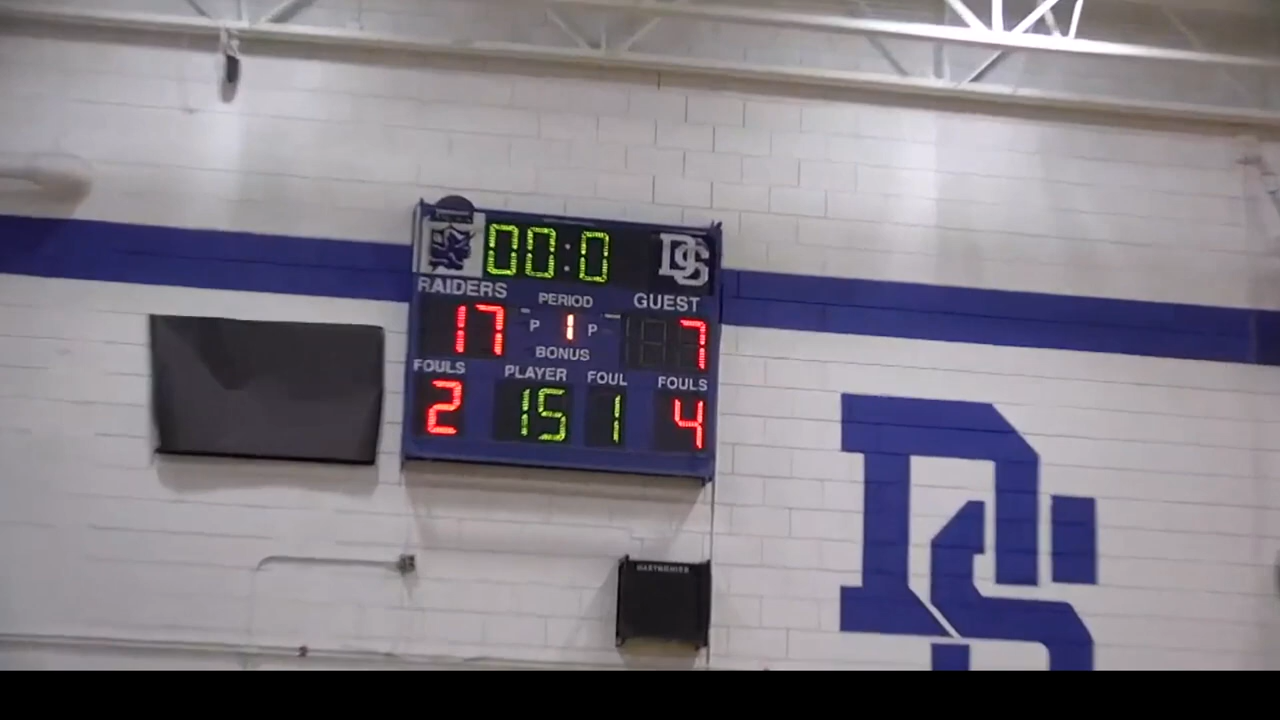 00:0 DS
RAIDERS PERIOD GUEST
17 P 1 P 7
BONUS
FOULS PLAYER FOUL FOULS
2 15 1 4
DS